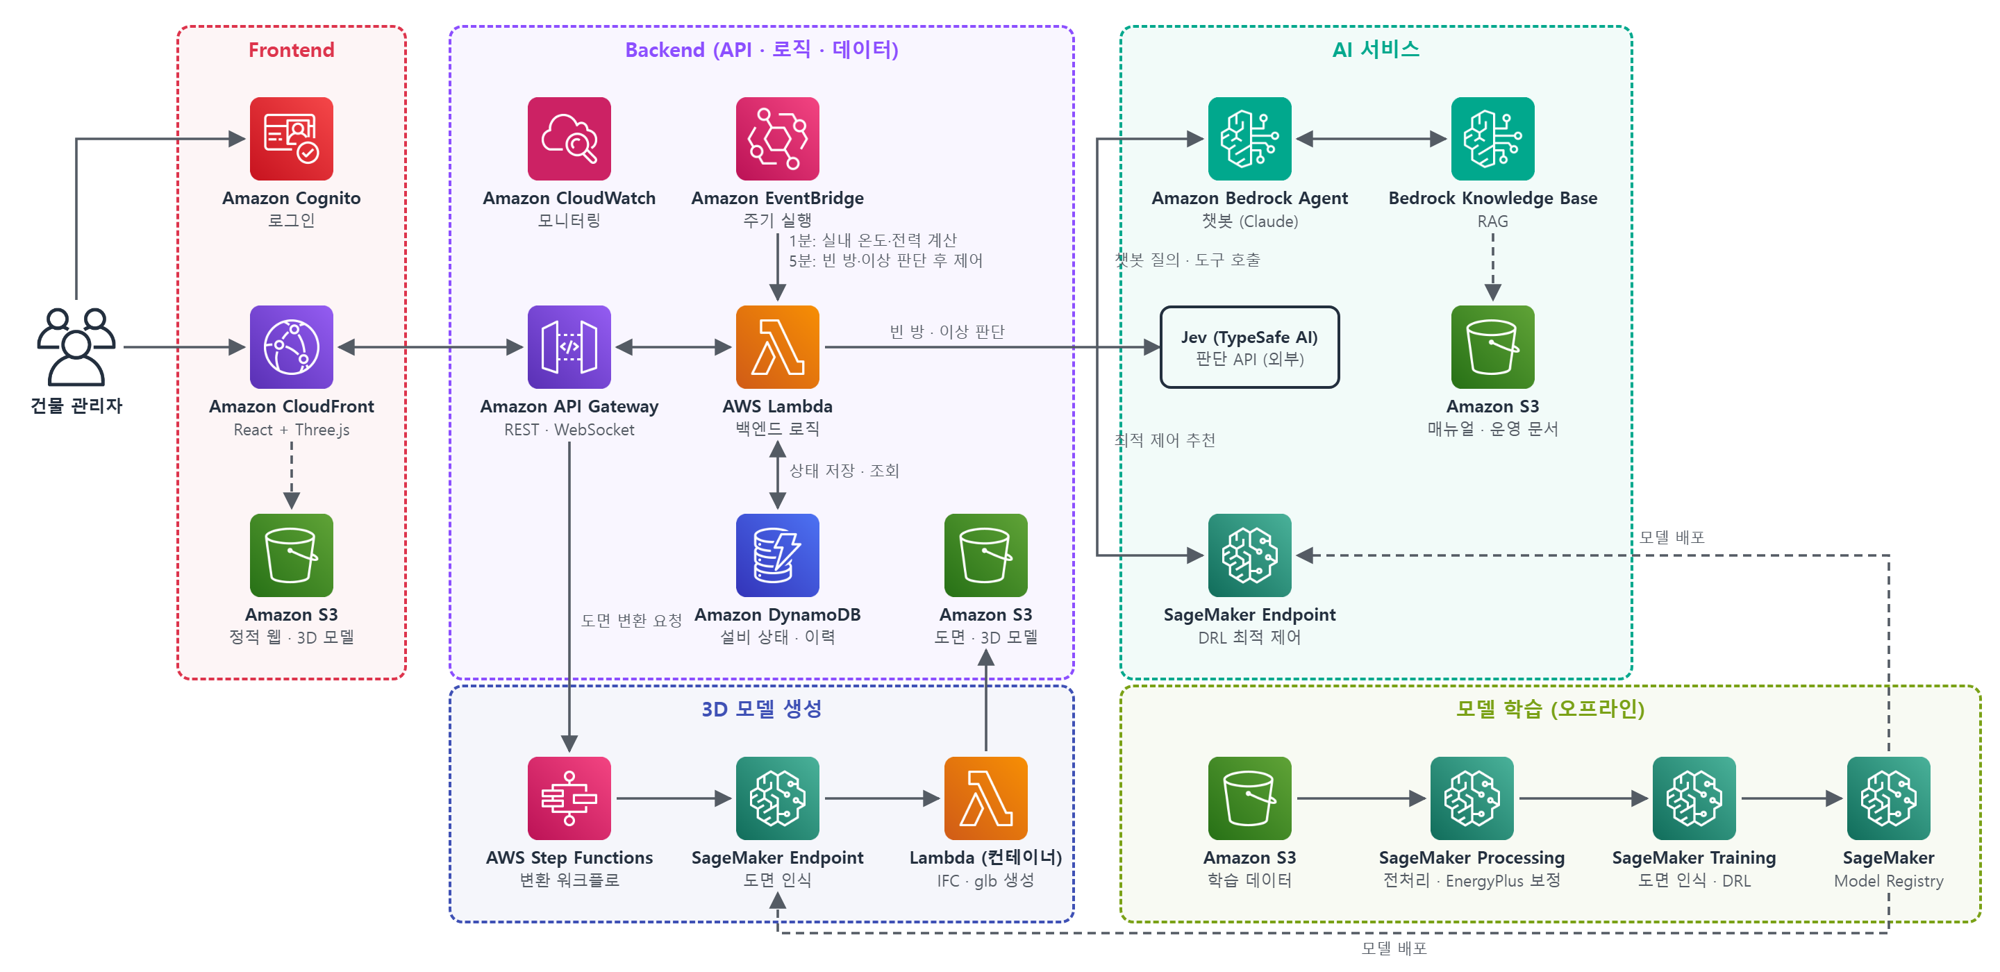 Frontend
Amazon Cognito
로그인
건물 관리자
Amazon CloudFront
React + Three.js
Amazon S3
정적 웹 · 3D 모델
Backend (API · 로직 · 데이터)
Amazon CloudWatch
모니터링
Amazon EventBridge
주기 실행
1분: 실내 온도·전력 계산
5분: 빈 방·이상 판단 후 제어
Amazon API Gateway
REST · WebSocket
AWS Lambda
백엔드 로직
빈 방 · 이상 판단
상태 저장 · 조회
도면 변환 요청
Amazon DynamoDB
설비 상태 · 이력
Amazon S3
도면 · 3D 모델
AI 서비스
Amazon Bedrock Agent
챗봇 (Claude)
Bedrock Knowledge Base
RAG
챗봇 질의 · 도구 호출
Jev (TypeSafe AI)
판단 API (외부)
Amazon S3
매뉴얼 · 운영 문서
최적 제어 추천
SageMaker Endpoint
DRL 최적 제어
모델 배포
3D 모델 생성
AWS Step Functions
변환 워크플로
SageMaker Endpoint
도면 인식
Lambda (컨테이너)
IFC · glb 생성
모델 학습 (오프라인)
Amazon S3
학습 데이터
SageMaker Processing
전처리 · EnergyPlus 보정
SageMaker Training
도면 인식 · DRL
SageMaker
Model Registry
모델 배포